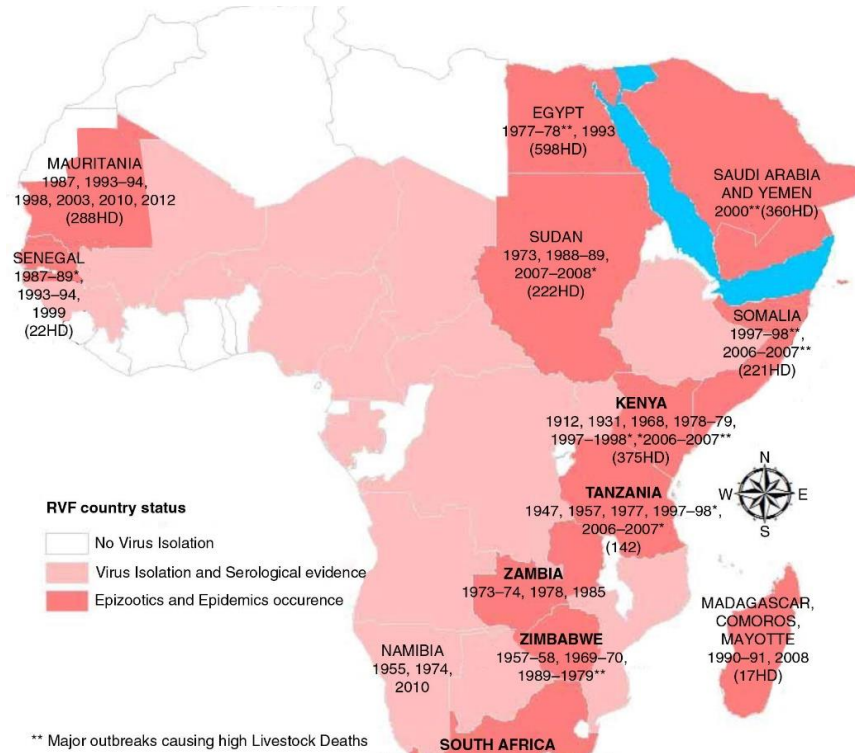 EGYPT
1977–78**, 1993
(598HD)
MAURITANIA
1987, 1993–94,
1998, 2003, 2010, 2012
(288HD)
SAUDI ARABIA
AND YEMEN
2000**(360HD)
SUDAN
1973, 1988–89,
2007–2008*
(222HD)
SENEGAL
1987–89*,
1993–94,
1999
(22HD)
SOMALIA
1997–98**,
2006–2007**
(221HD)
KENYA
1912, 1931, 1968, 1978–79,
1997–1998*,*2006–2007**
(375HD)
TANZANIA
1947, 1957, 1977, 1997–98*,
2006–2007*
(142)
N
W E
S
RVF country status
No Virus Isolation
Virus Isolation and Serological evidence
Epizootics and Epidemics occurence
ZAMBIA
1973–74, 1978, 1985
MADAGASCAR,
COMOROS,
MAYOTTE
1990–91, 2008
(17HD)
ZIMBABWE
1957–58, 1969–70,
1989–1979**
NAMIBIA
1955, 1974,
2010
** Major outbreaks causing high Livestock Deaths
SOUTH AFRICA